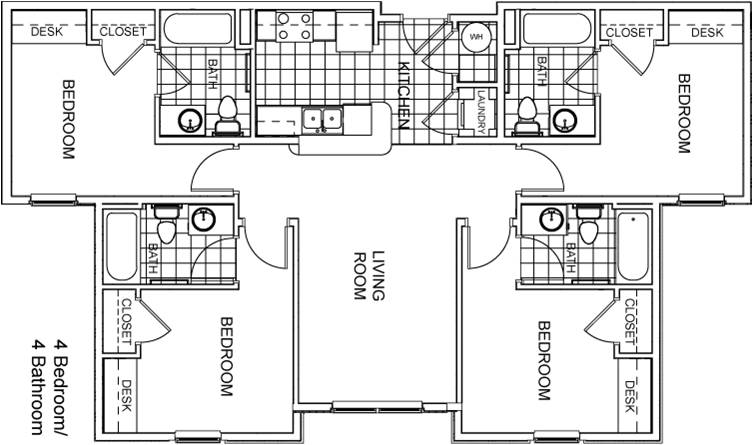 DESK
CLOSET
BATH
KITCHEN
WH
LAUNDRY
BATH
CLOSET
DESK
BEDROOM
BEDROOM
BATH
LIVING
ROOM
BATH
CLOSET
BEDROOM
BEDROOM
CLOSET
DESK
DESK
4 Bedroom/
4 Bathroom